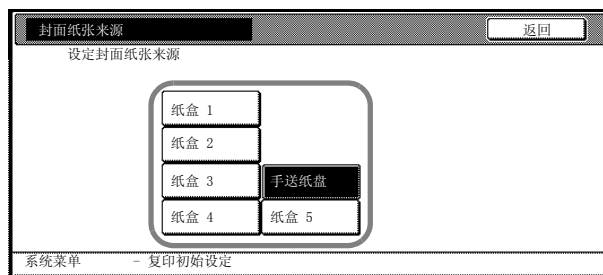 封面纸张来源 返回
设定封面纸张来源
纸盒 1
纸盒 2
纸盒 3 手送纸盘
纸盒 4 纸盒 5
系统菜单 - 复印初始设定